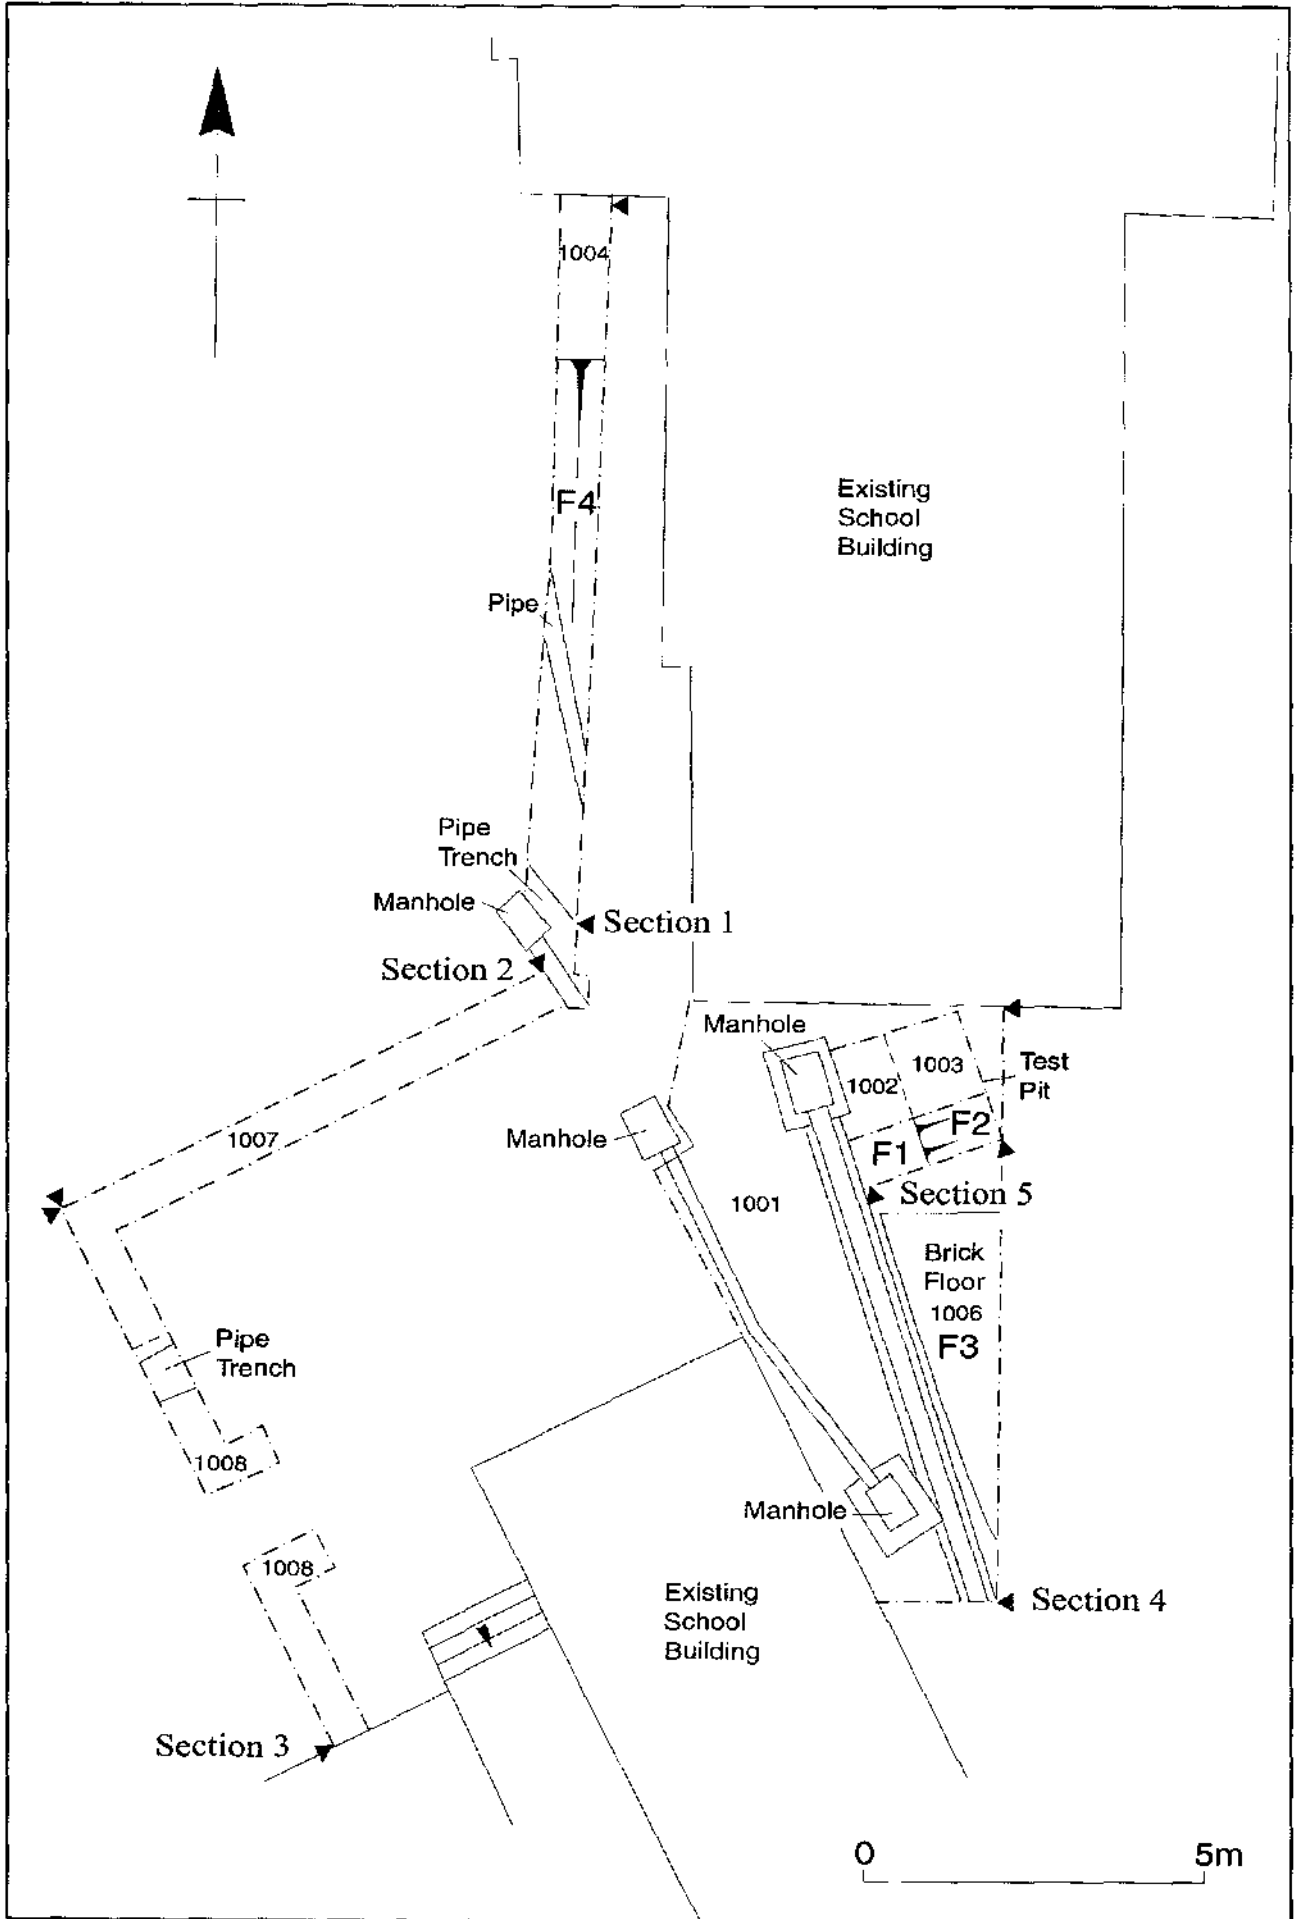 1004
Existing
School
Building
F4
Pipe
Pipe
Trench
Manhole
Section 1
Section 2
Manhole
1003
Test
Pit
1002
1007
Manhole
F2
F1
1001
Section 5
Brick
Floor
1006
F3
Pipe
Trench
1008
Manhole
1008
Existing
School
Building
Section 4
Section 3
0 5m